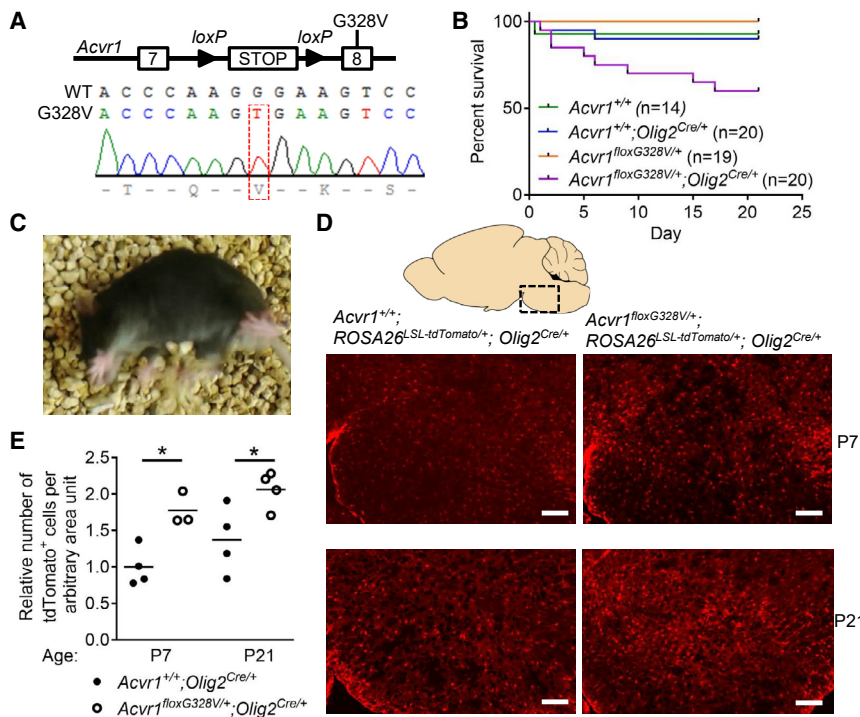 A
Acvr1 7 loxP STOP loxP 8 G328V
WT A C C C A A G G G A A G T C C
G328V A C C C A A G T G A A G T C C
- T - - Q - - V - - K - - S -
B
Percent survival
100
50
0
0 5 10 15 20 25
Day
Acvr1+/+ (n=14)
Acvr1+/+;Olig2Cre/+ (n=20)
Acvr1floxG328V/+ (n=19)
Acvr1floxG328V/+;Olig2Cre/+ (n=20)
C
D
Acvr1+/+;
ROSA26LSL-tdTomato/+; Olig2Cre/+
Acvr1floxG328V/+;
ROSA26LSL-tdTomato/+; Olig2Cre/+
P7
P21
E
Relative number of
tdTomato+ cells per
arbitrary area unit
2.5
2.0
1.5
1.0
0.5
0.0
* *
Age: P7 P21
Acvr1+/+;Olig2Cre/+
Acvr1floxG328V/+;Olig2Cre/+